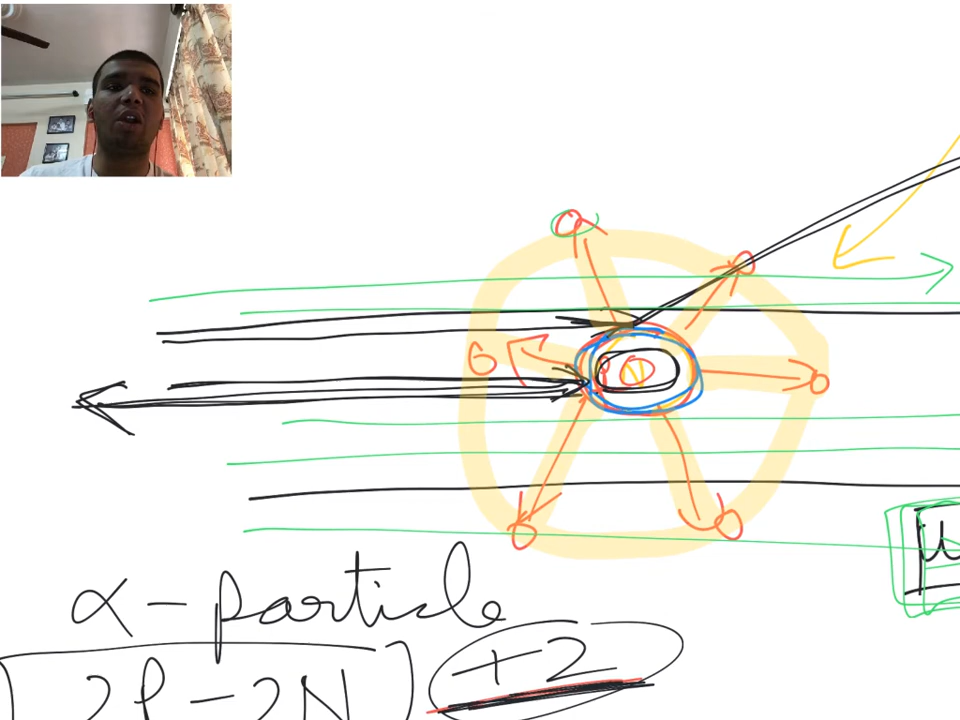 α - particle
2P - 2N +2